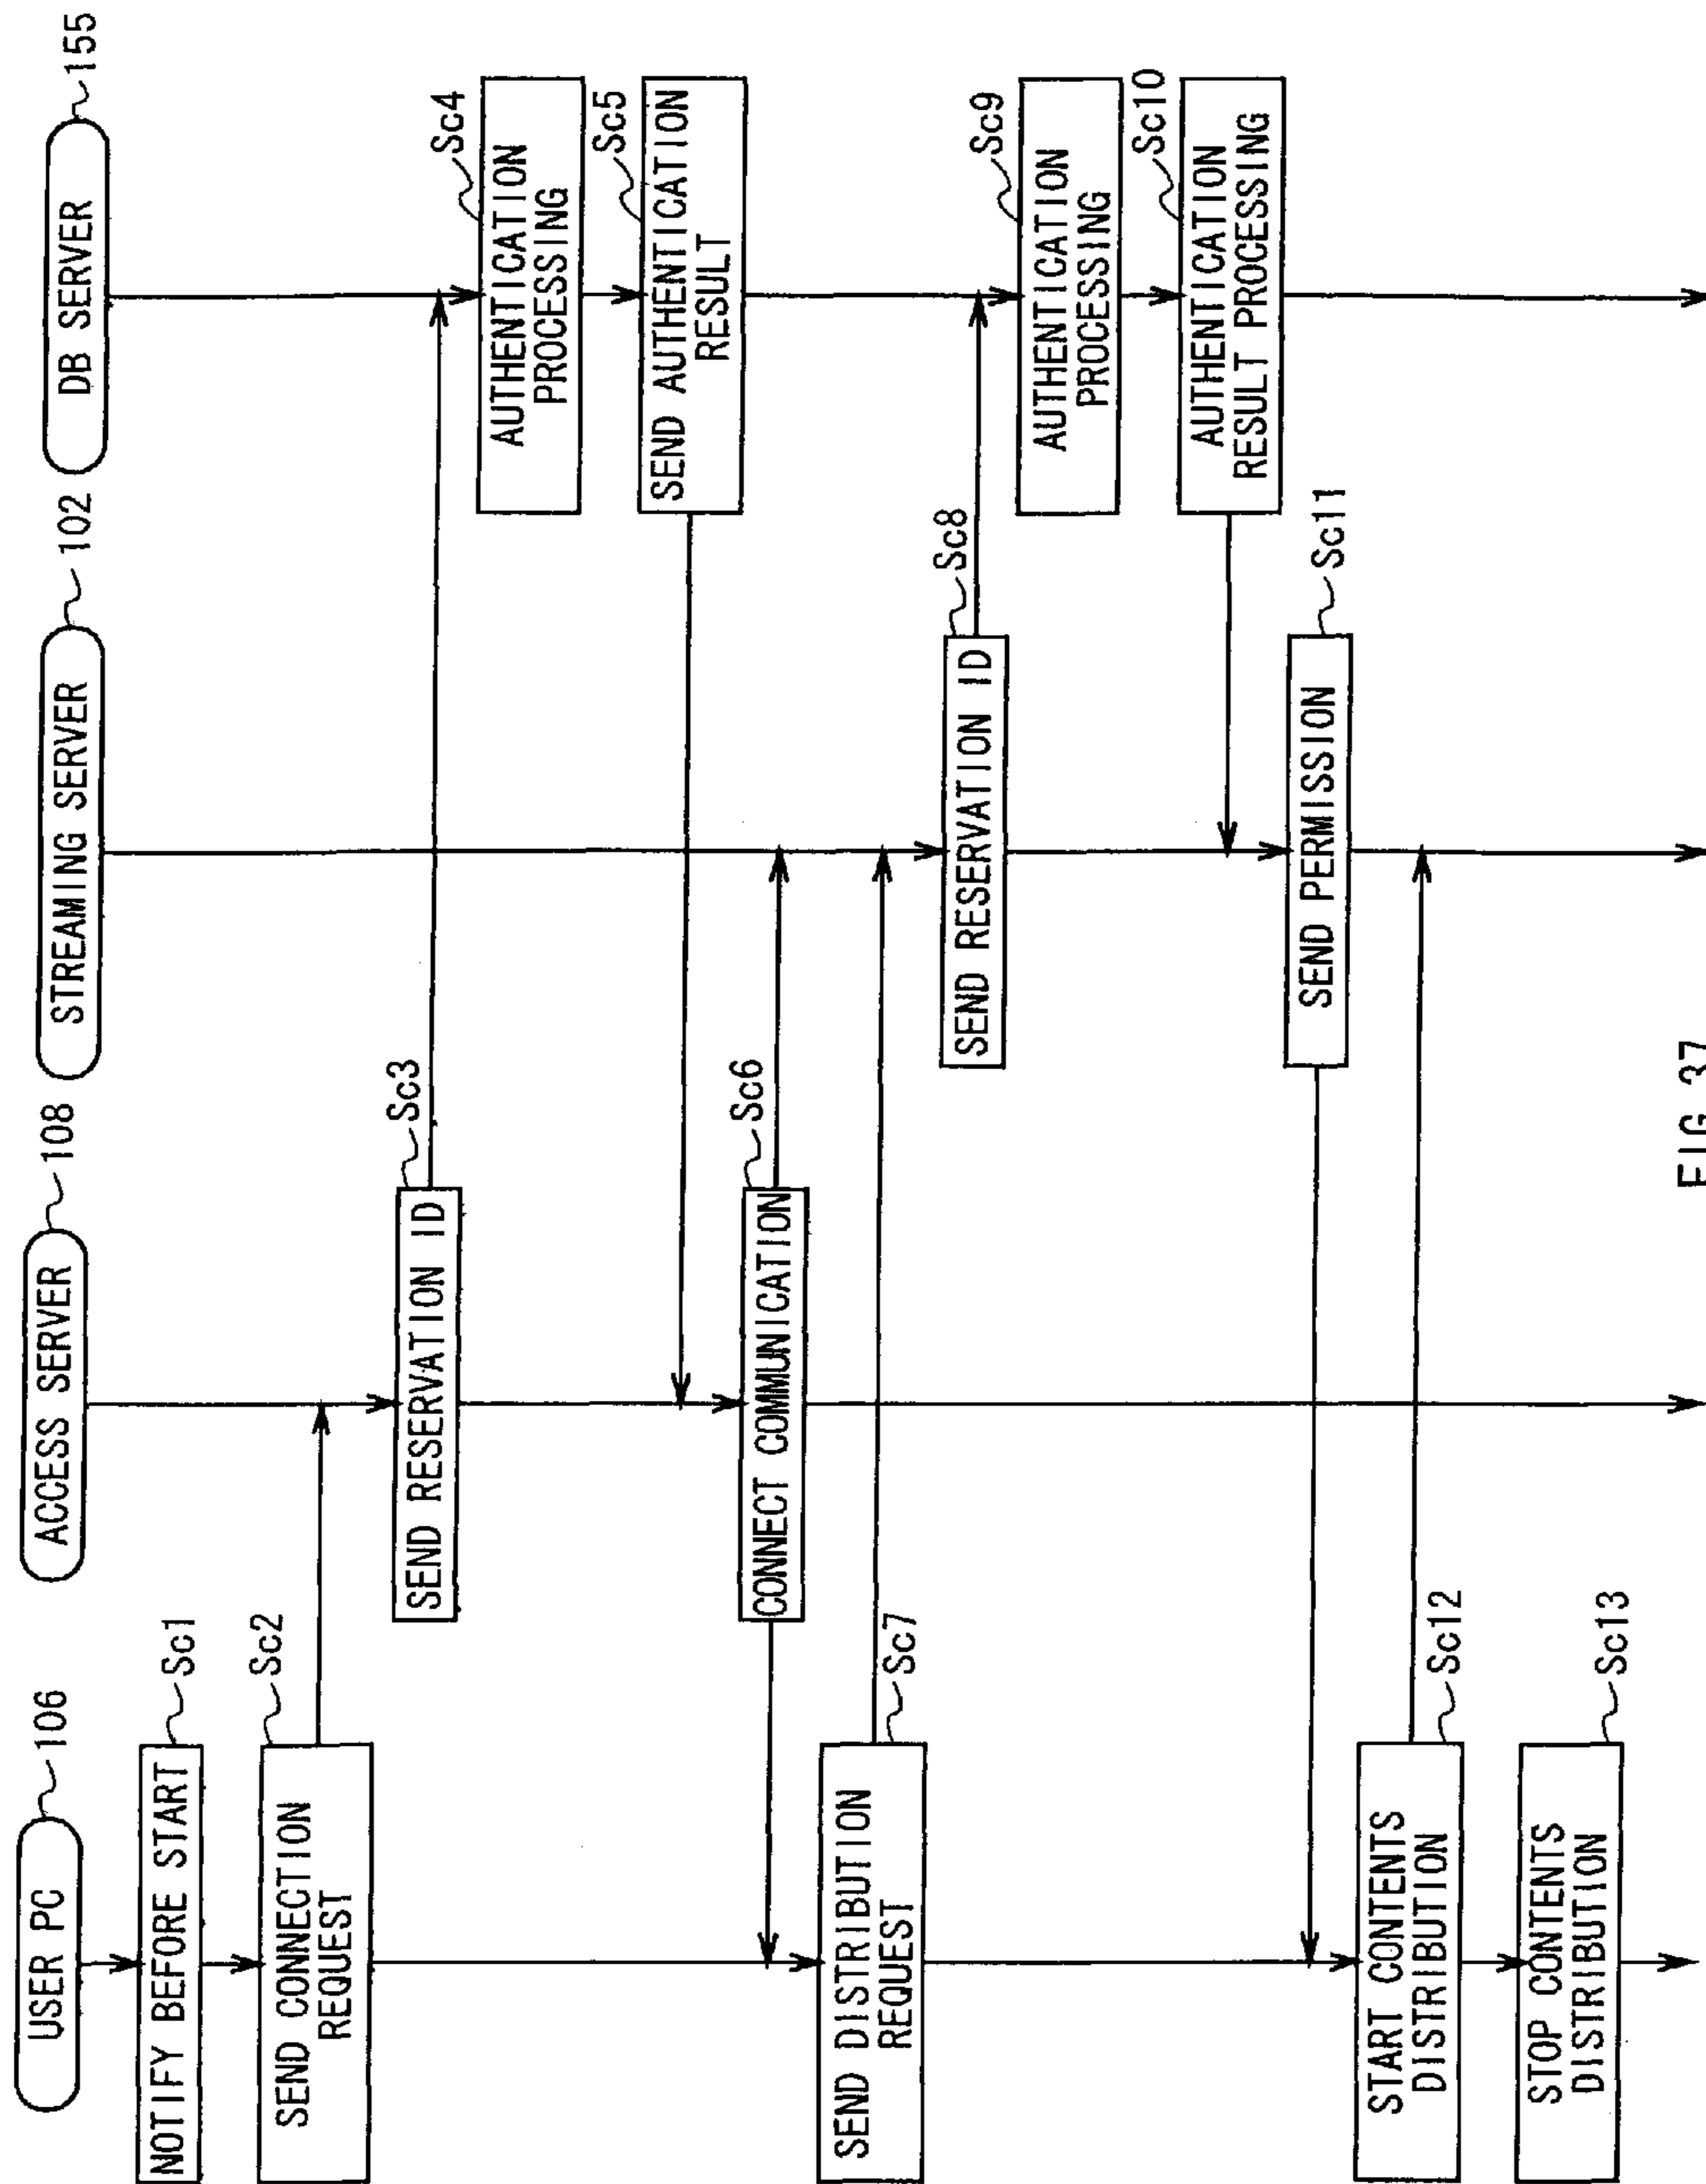 USER PC
106
ACCESS SERVER
108
STREAMING SERVER
102
DB SERVER
155
NOTIFY BEFORE START
Sc1
SEND CONNECTION
REQUEST
Sc2
SEND RESERVATION ID
Sc3
AUTHENTICATION
PROCESSING
Sc4
SEND AUTHENTICATION
RESULT
Sc5
CONNECT COMMUNICATION
Sc6
SEND DISTRIBUTION
REQUEST
Sc7
SEND RESERVATION ID
Sc8
AUTHENTICATION
PROCESSING
Sc9
AUTHENTICATION
RESULT PROCESSING
Sc10
SEND PERMISSION
Sc11
START CONTENTS
DISTRIBUTION
Sc12
STOP CONTENTS
DISTRIBUTION
Sc13
FIG. 37